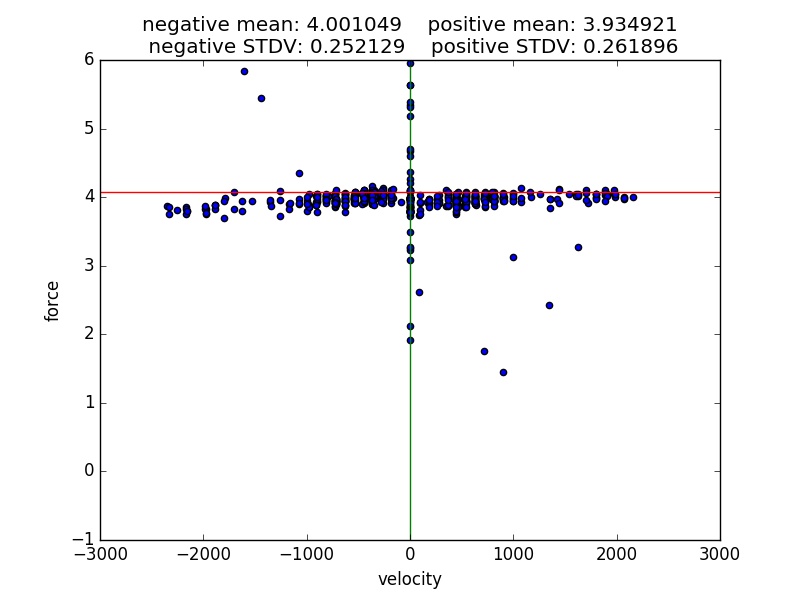 negative mean: 4.001049 positive mean: 3.934921
negative STDV: 0.252129 positive STDV: 0.261896
6
5
4
3
2
1
0
−1
force
−3000 −2000 −1000 0 1000 2000 3000
velocity